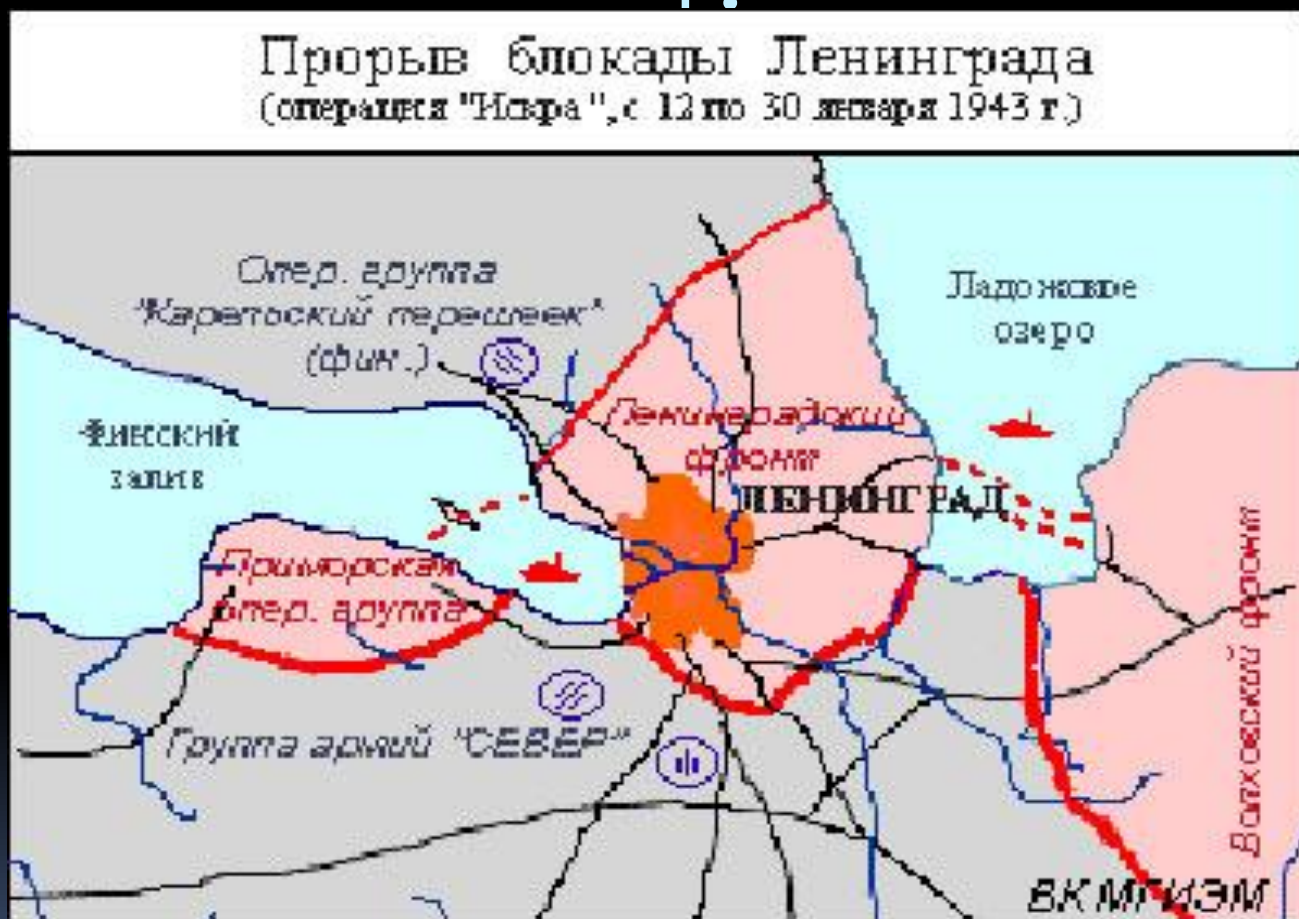 Прорыв блокады Ленинграда
(операция "Искра", с 12 по 30 января 1943 г.)
Опер. группа
"Карельский перешеек"
(фин.)
Ладожское
озеро
Финский
залив
Ленинградский
фронт
ЛЕНИНГРАД
Приморская
опер. группа
Волховский фронт
Группа армий "СЕВЕР"
ВК МГИЭМ